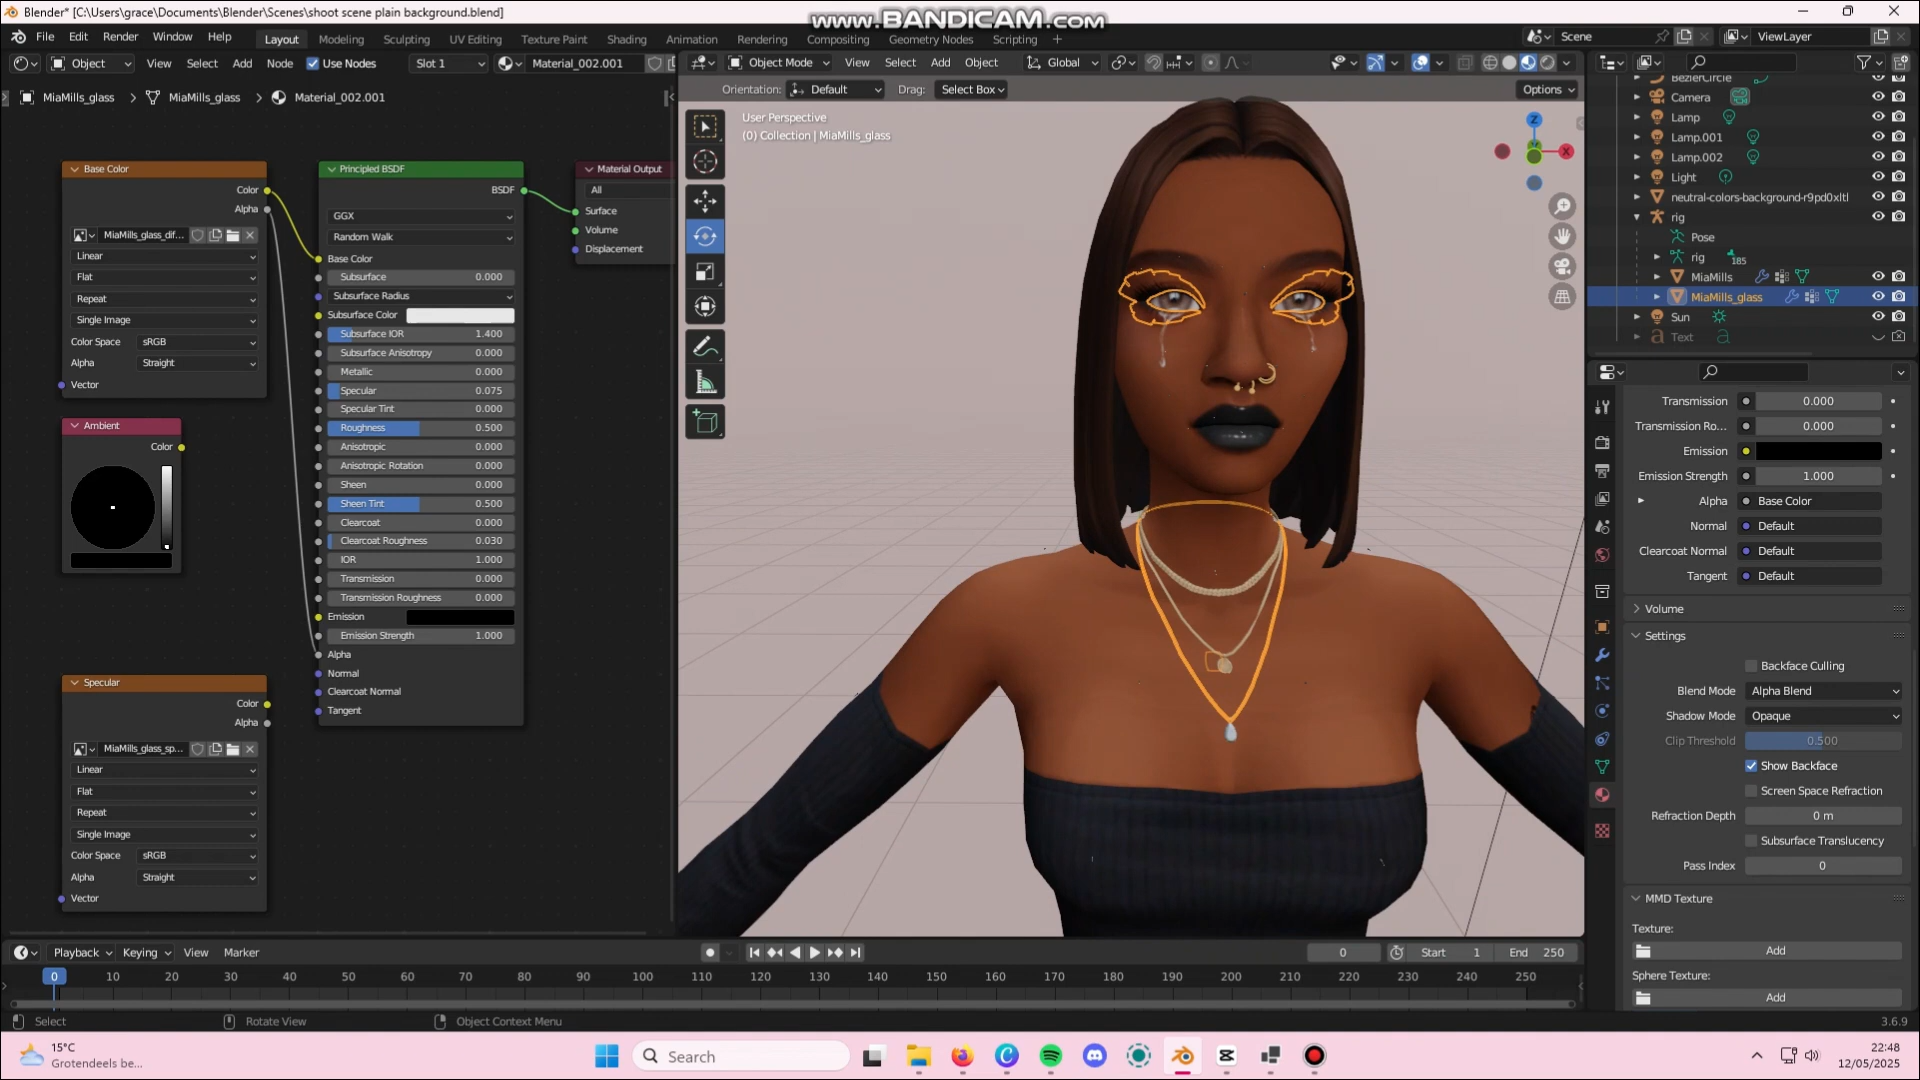 Blender* [C:\Users\grace\Documents\Blender\Scenes\shoot scene plain background.blend]
www.BANDICAM.com
File Edit Render Window Help
Layout Modeling Sculpting UV Editing Texture Paint Shading Animation Rendering Compositing Geometry Nodes Scripting +
Scene
ViewLayer
Object View Select Add Node Use Nodes Slot 1 Material_002.001
Object Mode View Select Add Object Global
MiaMills_glass > MiaMills_glass > Material_002.001
Orientation: Default Drag: Select Box Options
User Perspective
(0) Collection | MiaMills_glass
Z
X
Base Color
Color
Alpha
MiaMills_glass_dif...
Linear
Flat
Repeat
Single Image
Color Space sRGB
Alpha Straight
Vector
Ambient
Color
Specular
Color
Alpha
MiaMills_glass_sp...
Linear
Flat
Repeat
Single Image
Color Space sRGB
Alpha Straight
Vector
Principled BSDF
BSDF
GGX
Random Walk
Base Color
Subsurface 0.000
Subsurface Radius
Subsurface Color
Subsurface IOR 1.400
Subsurface Anisotropy 0.000
Metallic 0.000
Specular 0.075
Specular Tint 0.000
Roughness 0.500
Anisotropic 0.000
Anisotropic Rotation 0.000
Sheen 0.000
Sheen Tint 0.500
Clearcoat 0.000
Clearcoat Roughness 0.030
IOR 1.000
Transmission 0.000
Transmission Roughness 0.000
Emission
Emission Strength 1.000
Alpha
Normal
Clearcoat Normal
Tangent
Material Output
All
Surface
Volume
Displacement
BezierCircle
Camera
Lamp
Lamp.001
Lamp.002
Light
neutral-colors-background-r9pd0xltl
rig
Pose
rig 185
MiaMills
MiaMills_glass
Sun
Text
Transmission 0.000
Transmission Ro... 0.000
Emission
Emission Strength 1.000
Alpha Base Color
Normal Default
Clearcoat Normal Default
Tangent Default
Volume
Settings
Backface Culling
Blend Mode Alpha Blend
Shadow Mode Opaque
Clip Threshold 0.500
Show Backface
Screen Space Refraction
Refraction Depth 0 m
Subsurface Translucency
Pass Index 0
MMD Texture
Texture:
Add
Sphere Texture:
Add
Playback Keying View Marker
0 Start 1 End 250
0 10 20 30 40 50 60 70 80 90 100 110 120 130 140 150 160 170 180 190 200 210 220 230 240 250
Select Rotate View Object Context Menu 3.6.9
15°C
Grotendeels be...
Search
22:48
12/05/2025